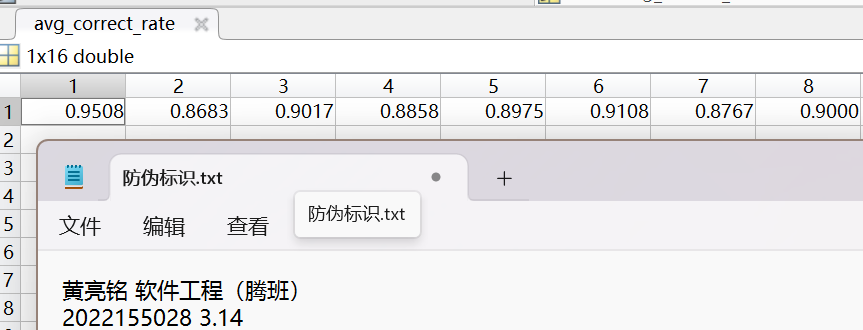 avg_correct_rate
1x16 double
1 2 3 4 5 6 7 8
1 0.9508 0.8683 0.9017 0.8858 0.8975 0.9108 0.8767 0.9000
2
3
4
5
6
7
8
防伪标识.txt
防伪标识.txt
文件 编辑 查看
黄亮铭 软件工程（腾班）
2022155028 3.14